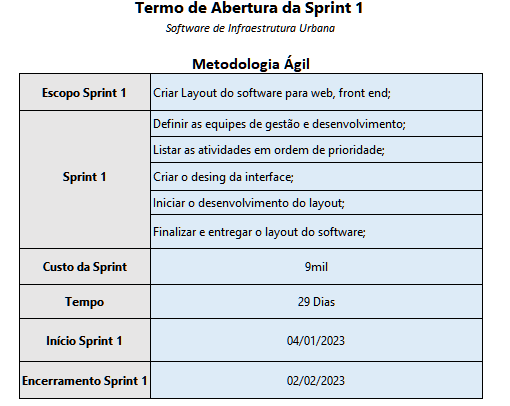 Termo de Abertura da Sprint 1
Software de Infraestrutura Urbana
Metodologia Ágil
Escopo Sprint 1
Criar Layout do software para web, front end;
Sprint 1
Definir as equipes de gestão e desenvolvimento;
Listar as atividades em ordem de prioridade;
Criar o desing da interface;
Iniciar o desenvolvimento do layout;
Finalizar e entregar o layout do software;
Custo da Sprint
9mil
Tempo
29 Dias
Início Sprint 1
04/01/2023
Encerramento Sprint 1
02/02/2023